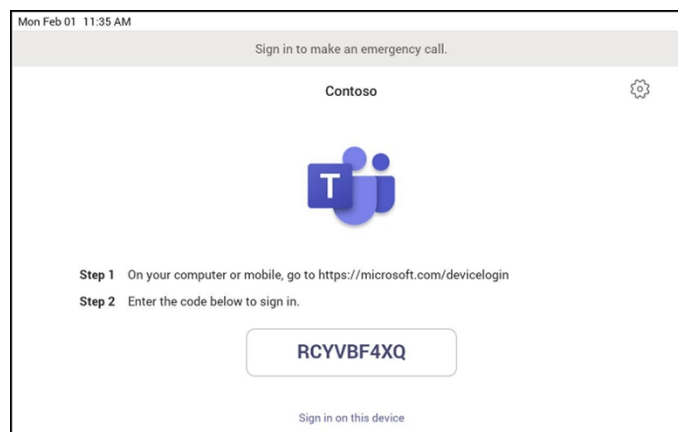 Mon Feb 01 11:35 AM
Sign in to make an emergency call.
Contoso
T
Step 1 On your computer or mobile, go to https://microsoft.com/devicelogin
Step 2 Enter the code below to sign in.
RCYVBF4XQ
Sign in on this device